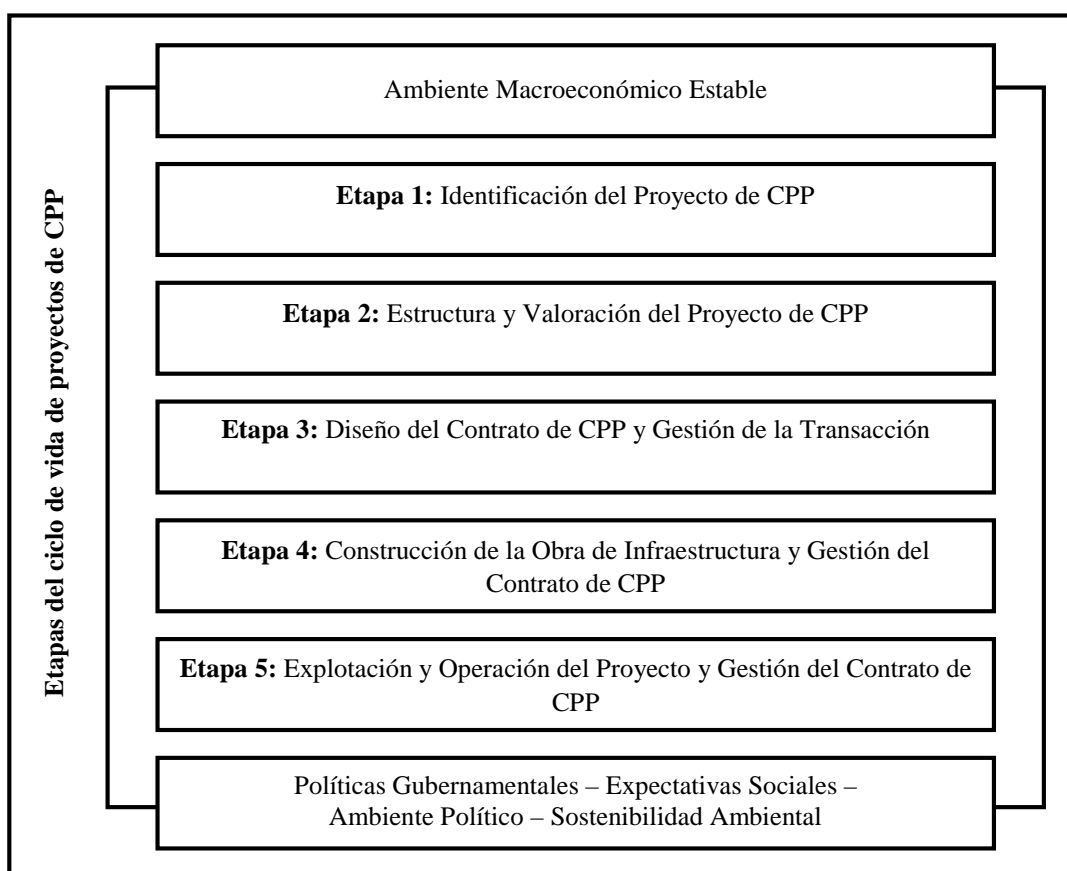 Etapas del ciclo de vida de proyectos de CPP
Ambiente Macroeconómico Estable
Etapa 1: Identificación del Proyecto de CPP
Etapa 2: Estructura y Valoración del Proyecto de CPP
Etapa 3: Diseño del Contrato de CPP y Gestión de la Transacción
Etapa 4: Construcción de la Obra de Infraestructura y Gestión del
Contrato de CPP
Etapa 5: Explotación y Operación del Proyecto y Gestión del Contrato de
CPP
Políticas Gubernamentales – Expectativas Sociales –
Ambiente Político – Sostenibilidad Ambiental